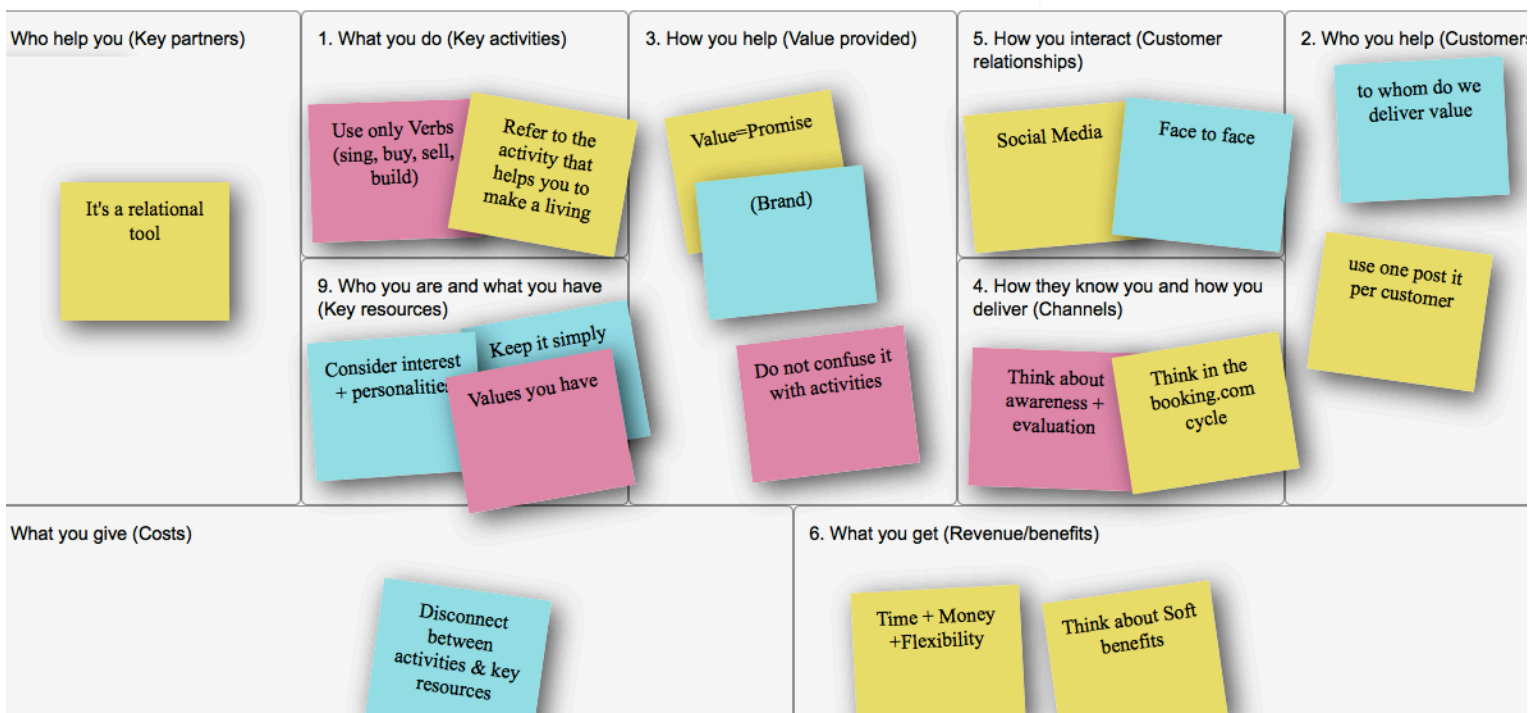 Who help you (Key partners)
It's a relational
tool
1. What you do (Key activities)
Use only Verbs
(sing, buy, sell,
build)
Refer to the
activity that
helps you to
make a living
9. Who you are and what you have
(Key resources)
Consider interest
+ personalities
Keep it simply
Values you have
3. How you help (Value provided)
Value=Promise
(Brand)
Do not confuse it
with activities
5. How you interact (Customer
relationships)
Social Media
Face to face
4. How they know you and how you
deliver (Channels)
Think about
awareness +
evaluation
Think in the
booking.com
cycle
2. Who you help (Customers
to whom do we
deliver value
use one post it
per customer
What you give (Costs)
Disconnect
between
activities & key
resources
6. What you get (Revenue/benefits)
Time + Money
+Flexibility
Think about Soft
benefits